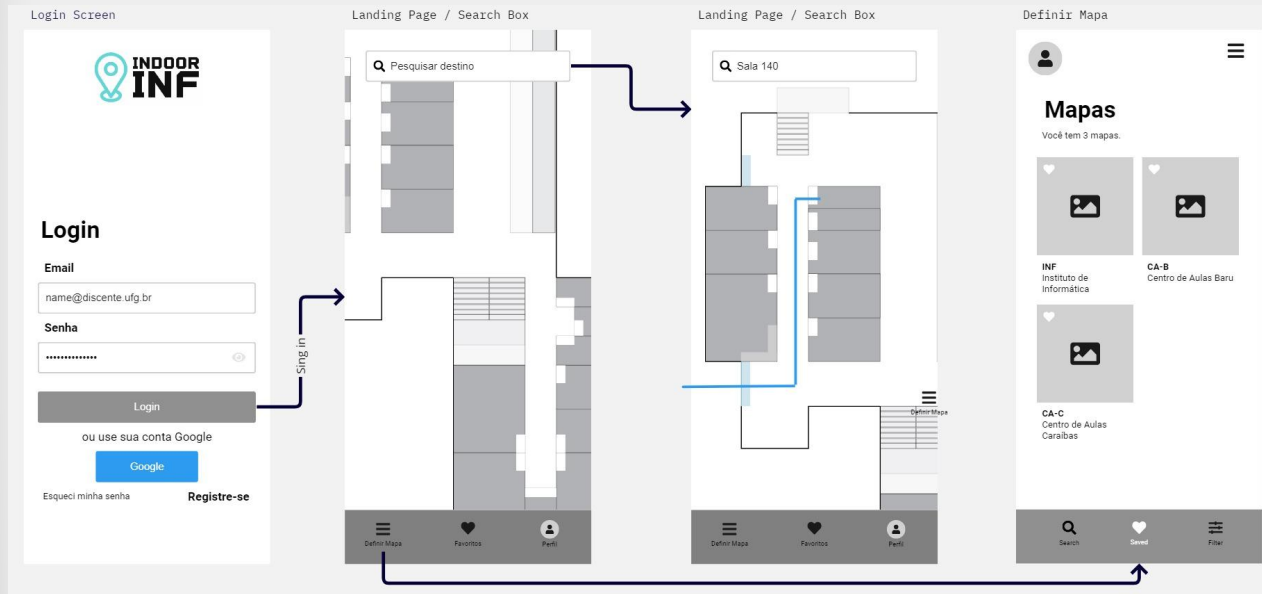 Login Screen
INDOOR
INF
Login
Email
name@discente.ufg.br
Senha
••••••••••••••
Login
ou use sua conta Google
Google
Esqueci minha senha
Registre-se
Sing in
Landing Page / Search Box
Pesquisar destino
Definir Mapa
Favoritos
Perfil
Landing Page / Search Box
Sala 140
Definir Mapa
Definir Mapa
Favoritos
Perfil
Definir Mapa
Mapas
Você tem 3 mapas.
INF
Instituto de
Informática
CA-B
Centro de Aulas Baru
CA-C
Centro de Aulas
Caraíbas
Search
Saved
Filter